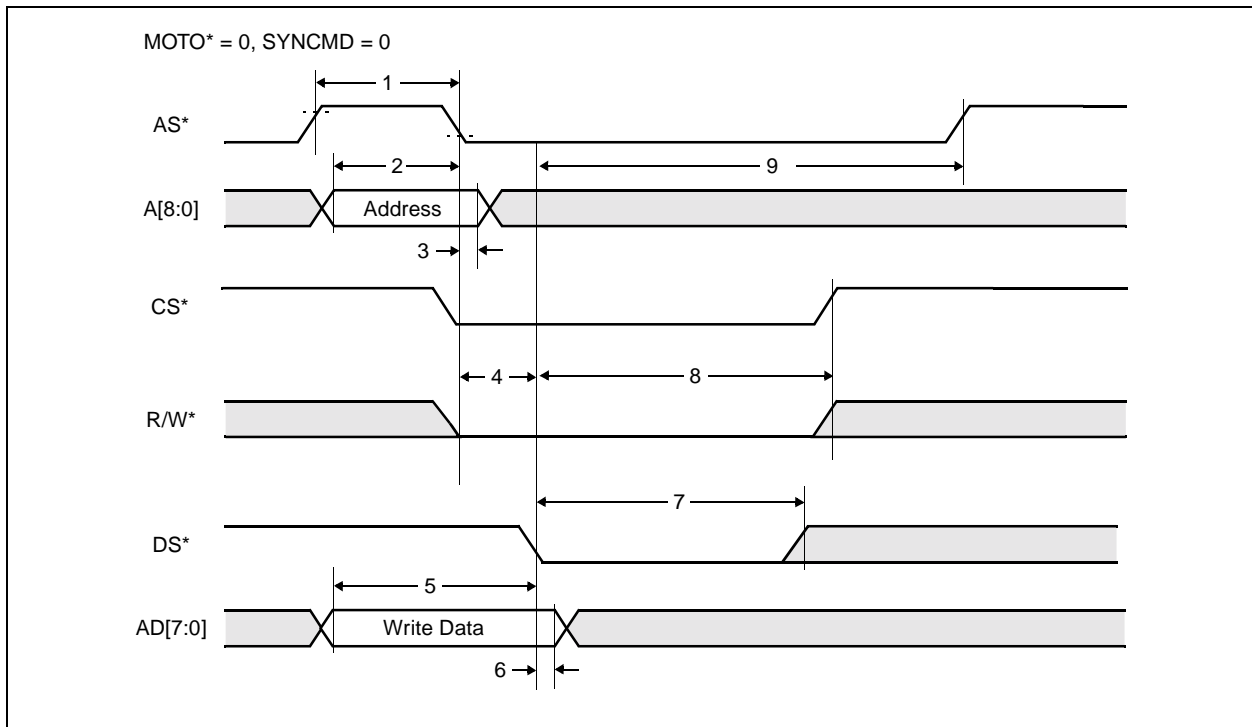 MOTO* = 0, SYNCMD = 0
1
AS*
2
9
A[8:0]
Address
3
CS*
4
8
R/W*
7
DS*
5
AD[7:0]
Write Data
6